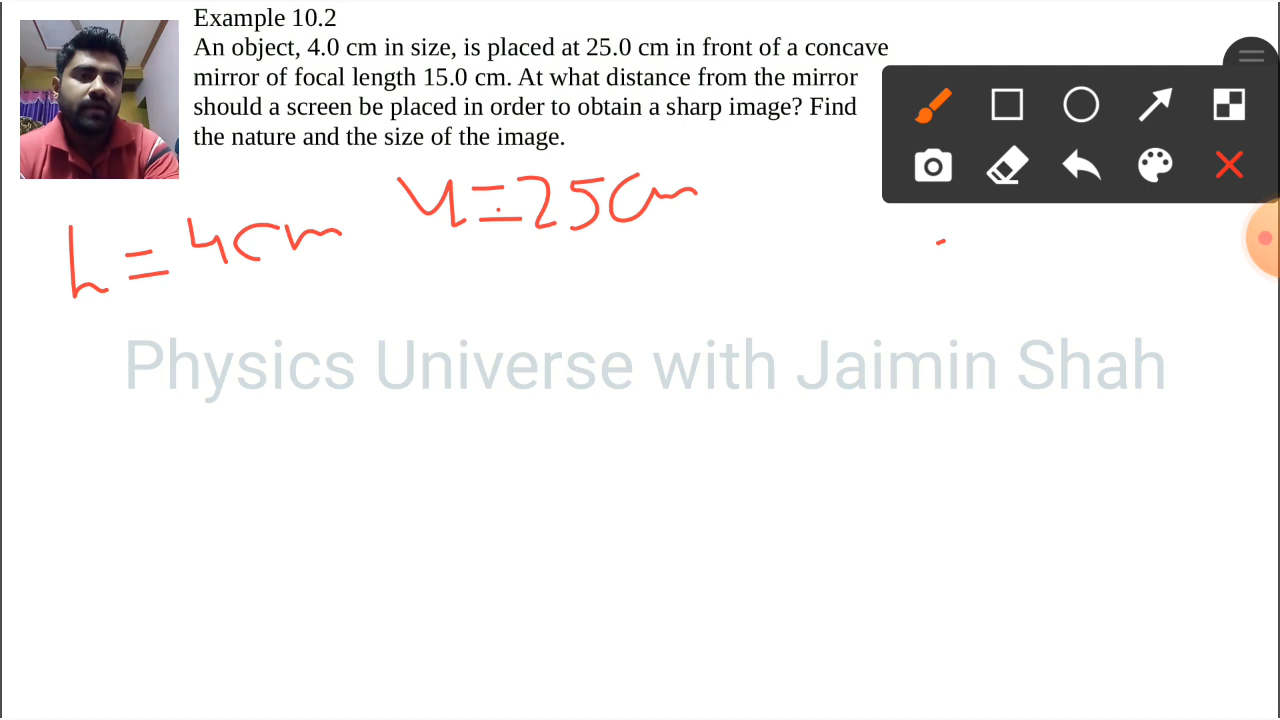 Example 10.2
An object, 4.0 cm in size, is placed at 25.0 cm in front of a concave
mirror of focal length 15.0 cm. At what distance from the mirror
should a screen be placed in order to obtain a sharp image? Find
the nature and the size of the image.
h = 4cm
u = 25cm
Physics Universe with Jaimin Shah